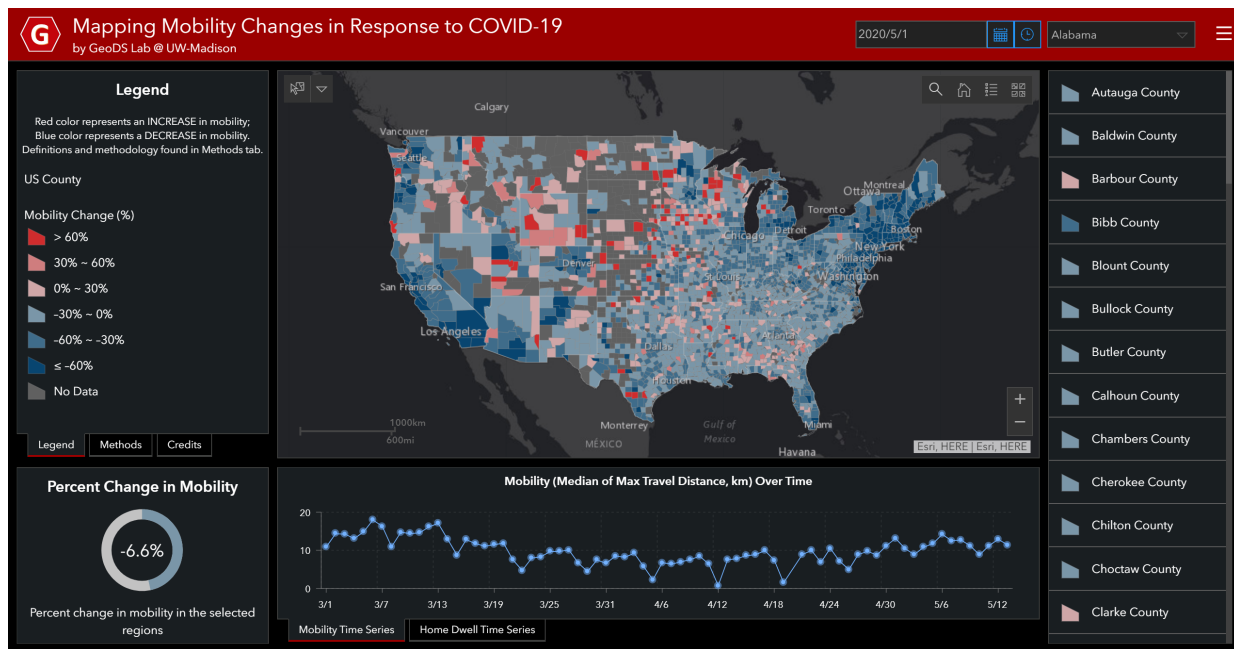 G
Mapping Mobility Changes in Response to COVID-19
by GeoDS Lab @ UW-Madison
2020/5/1
Alabama
Legend
Red color represents an INCREASE in mobility;
Blue color represents a DECREASE in mobility.
Definitions and methodology found in Methods tab.
US County
Mobility Change (%)
> 60%
30% ~ 60%
0% ~ 30%
-30% ~ 0%
-60% ~ -30%
≤ -60%
No Data
Legend
Methods
Credits
Calgary
Vancouver
Seattle
Ottawa
Montreal
Toronto
Chicago
Detroit
Boston
New York
Philadelphia
Denver
St Louis
Washington
San Francisco
Los Angeles
Atlanta
Dallas
Houston
1000km
600mi
Monterrey
Gulf of
Mexico
Miami
MÉXICO
Havana
+
−
Esri, HERE | Esri, HERE
Autauga County
Baldwin County
Barbour County
Bibb County
Blount County
Bullock County
Butler County
Calhoun County
Chambers County
Cherokee County
Chilton County
Choctaw County
Clarke County
Percent Change in Mobility
-6.6%
Percent change in mobility in the selected
regions
Mobility (Median of Max Travel Distance, km) Over Time
20
10
0
3/1 3/7 3/13 3/19 3/25 3/31 4/6 4/12 4/18 4/24 4/30 5/6 5/12
Mobility Time Series
Home Dwell Time Series